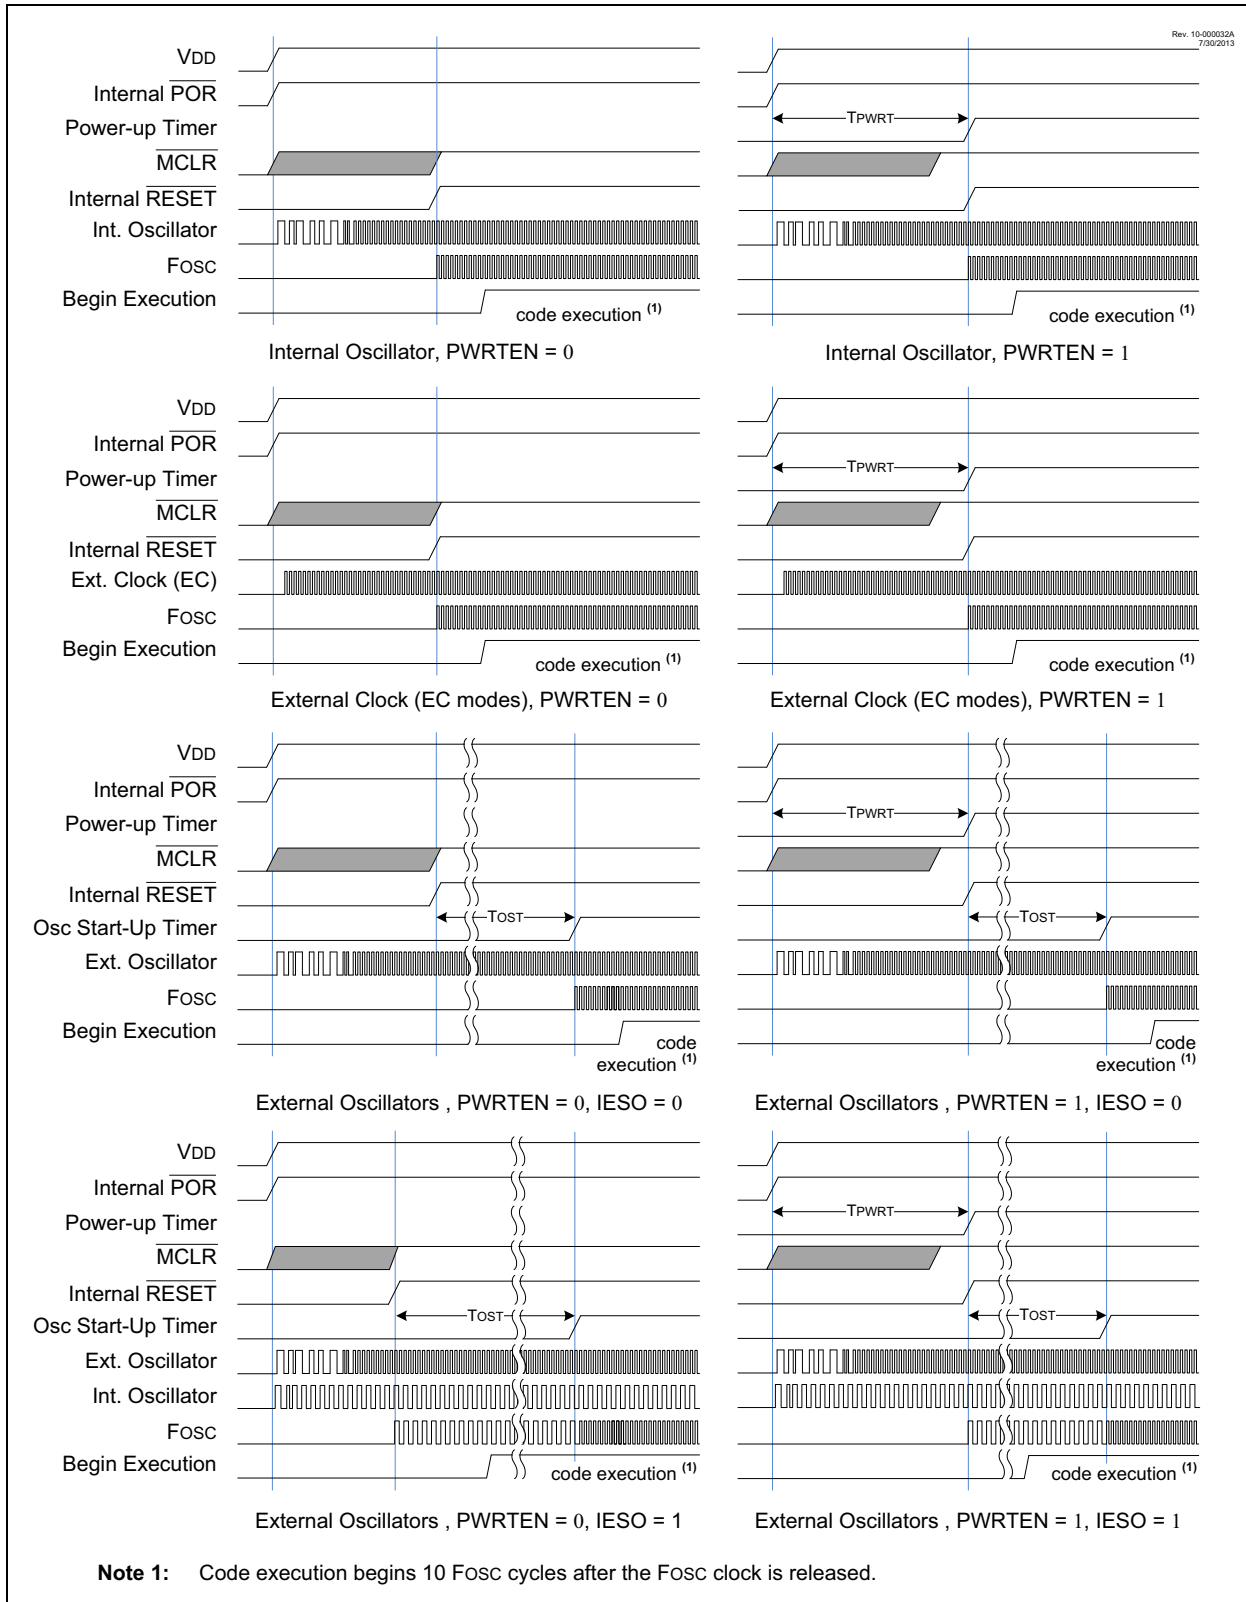 Rev. 10-000032A
7/30/2013
VDD
Internal POR
Power-up Timer
MCLR
Internal RESET
Int. Oscillator
FOSC
Begin Execution
code execution (1)
Internal Oscillator, PWRTEN = 0
TPWRT
code execution (1)
Internal Oscillator, PWRTEN = 1
VDD
Internal POR
Power-up Timer
MCLR
Internal RESET
Ext. Clock (EC)
FOSC
Begin Execution
code execution (1)
External Clock (EC modes), PWRTEN = 0
TPWRT
code execution (1)
External Clock (EC modes), PWRTEN = 1
VDD
Internal POR
Power-up Timer
MCLR
Internal RESET
Osc Start-Up Timer
Ext. Oscillator
FOSC
Begin Execution
TOST
code
execution (1)
External Oscillators , PWRTEN = 0, IESO = 0
TPWRT
TOST
code
execution (1)
External Oscillators , PWRTEN = 1, IESO = 0
VDD
Internal POR
Power-up Timer
MCLR
Internal RESET
Osc Start-Up Timer
Ext. Oscillator
Int. Oscillator
FOSC
Begin Execution
TOST
code execution (1)
External Oscillators , PWRTEN = 0, IESO = 1
TPWRT
TOST
code execution (1)
External Oscillators , PWRTEN = 1, IESO = 1
Note 1: Code execution begins 10 FOSC cycles after the FOSC clock is released.